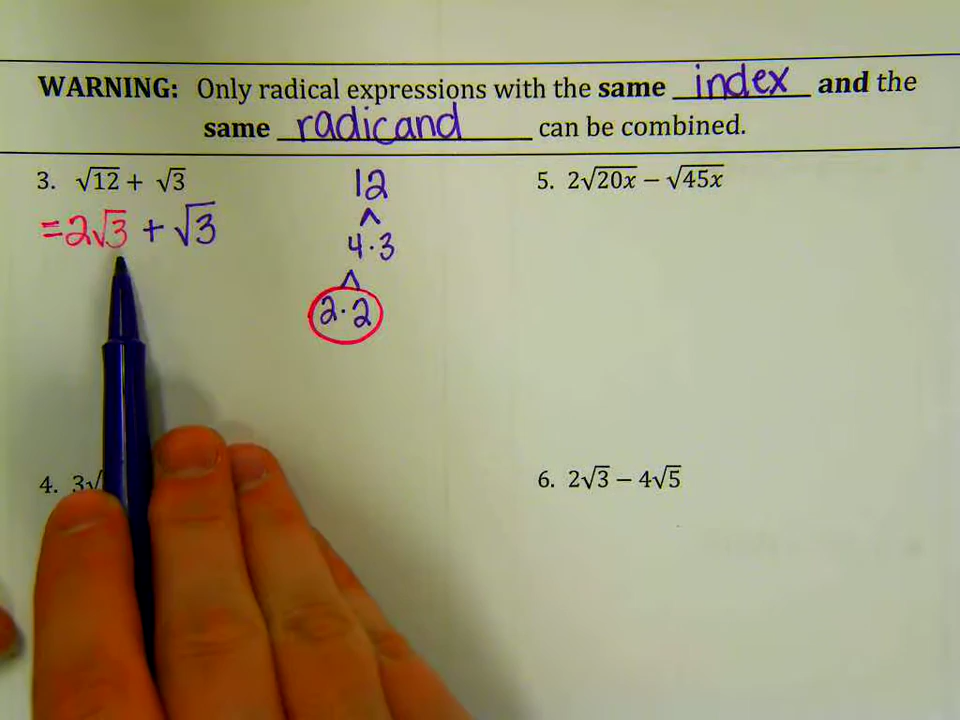 WARNING: Only radical expressions with the same index and the
same radicand can be combined.
3. √12 + √3
= 2√3 + √3
12
^
4·3
^
2·2
4. 3√
5. 2√20x − √45x
6. 2√3 − 4√5